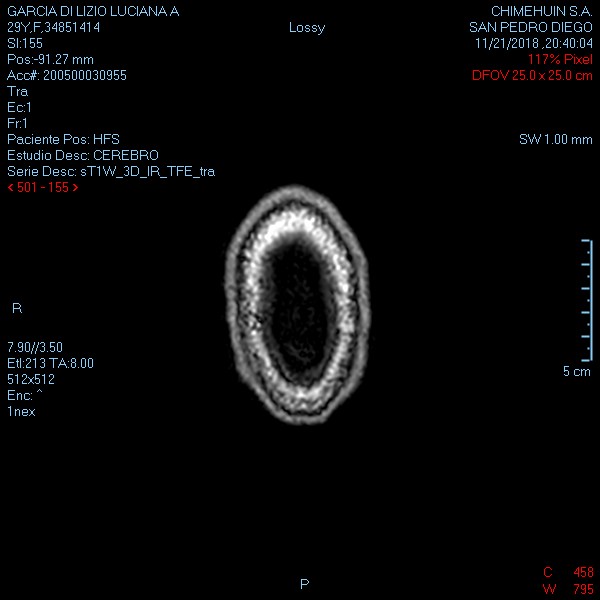 GARCIA DI LIZIO LUCIANA A
29Y,F,34851414
Sl:155
Pos:-91.27 mm
Acc#: 200500030955
Tra
Ec:1
Fr:1
Paciente Pos: HFS
Estudio Desc: CEREBRO
Serie Desc: sT1W_3D_IR_TFE_tra
< 501 - 155 >
Lossy
CHIMEHUIN S.A.
SAN PEDRO DIEGO
11/21/2018 ,20:40:04
117% Pixel
DFOV 25.0 x 25.0 cm
SW 1.00 mm
R
5 cm
7.90//3.50
Etl:213 TA:8.00
512x512
Enc: ^
1nex
P
C 458
W 795